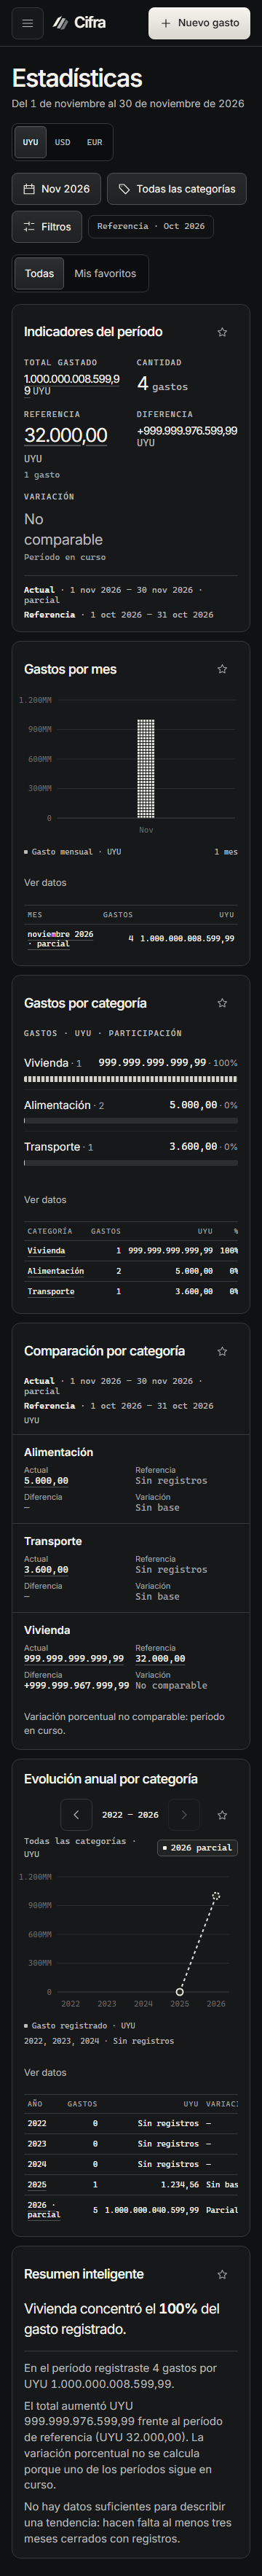 Cifra
Nuevo gasto
Estadísticas
Del 1 de noviembre al 30 de noviembre de 2026
UYU USD EUR
Nov 2026 Todas las categorías
Filtros Referencia · Oct 2026
Todas Mis favoritos
Indicadores del período
TOTAL GASTADO CANTIDAD
1.000.000.008.599,9
9 UYU
4 gastos
REFERENCIA DIFERENCIA
32.000,00
UYU
1 gasto
+999.999.976.599,99
UYU
VARIACIÓN
No
comparable
Período en curso
Actual · 1 nov 2026 — 30 nov 2026 ·
parcial
Referencia · 1 oct 2026 — 31 oct 2026
Gastos por mes
1.200MM
900MM
600MM
300MM
0
Nov
Gasto mensual · UYU 1 mes
Ver datos
MES GASTOS UYU
noviembre 2026
· parcial
4 1.000.000.008.599,99
Gastos por categoría
GASTOS · UYU · PARTICIPACIÓN
Vivienda · 1 999.999.999.999,99 · 100%
Alimentación · 2 5.000,00 · 0%
Transporte · 1 3.600,00 · 0%
Ver datos
CATEGORÍA GASTOS UYU %
Vivienda 1 999.999.999.999,99 100%
Alimentación 2 5.000,00 0%
Transporte 1 3.600,00 0%
Comparación por categoría
Actual · 1 nov 2026 — 30 nov 2026 ·
parcial
Referencia · 1 oct 2026 — 31 oct 2026
UYU
Alimentación
Actual Referencia
5.000,00 Sin registros
Diferencia Variación
— Sin base
Transporte
Actual Referencia
3.600,00 Sin registros
Diferencia Variación
— Sin base
Vivienda
Actual Referencia
999.999.999.999,99 32.000,00
Diferencia Variación
+999.999.967.999,99 No comparable
Variación porcentual no comparable: período
en curso.
Evolución anual por categoría
2022 — 2026
Todas las categorías ·
UYU
2026 parcial
1.200MM
900MM
600MM
300MM
0
2022 2023 2024 2025 2026
Gasto registrado · UYU
2022, 2023, 2024 · Sin registros
Ver datos
AÑO GASTOS UYU VARIACI
2022 0 Sin registros —
2023 0 Sin registros —
2024 0 Sin registros —
2025 1 1.234,56 Sin bas
2026 ·
parcial
5 1.000.000.040.599,99 Parcial
Resumen inteligente
Vivienda concentró el 100% del
gasto registrado.
En el período registraste 4 gastos por
UYU 1.000.000.008.599,99.
El total aumentó UYU
999.999.976.599,99 frente al período
de referencia (UYU 32.000,00). La
variación porcentual no se calcula
porque uno de los períodos sigue en
curso.
No hay datos suficientes para describir
una tendencia: hacen falta al menos tres
meses cerrados con registros.